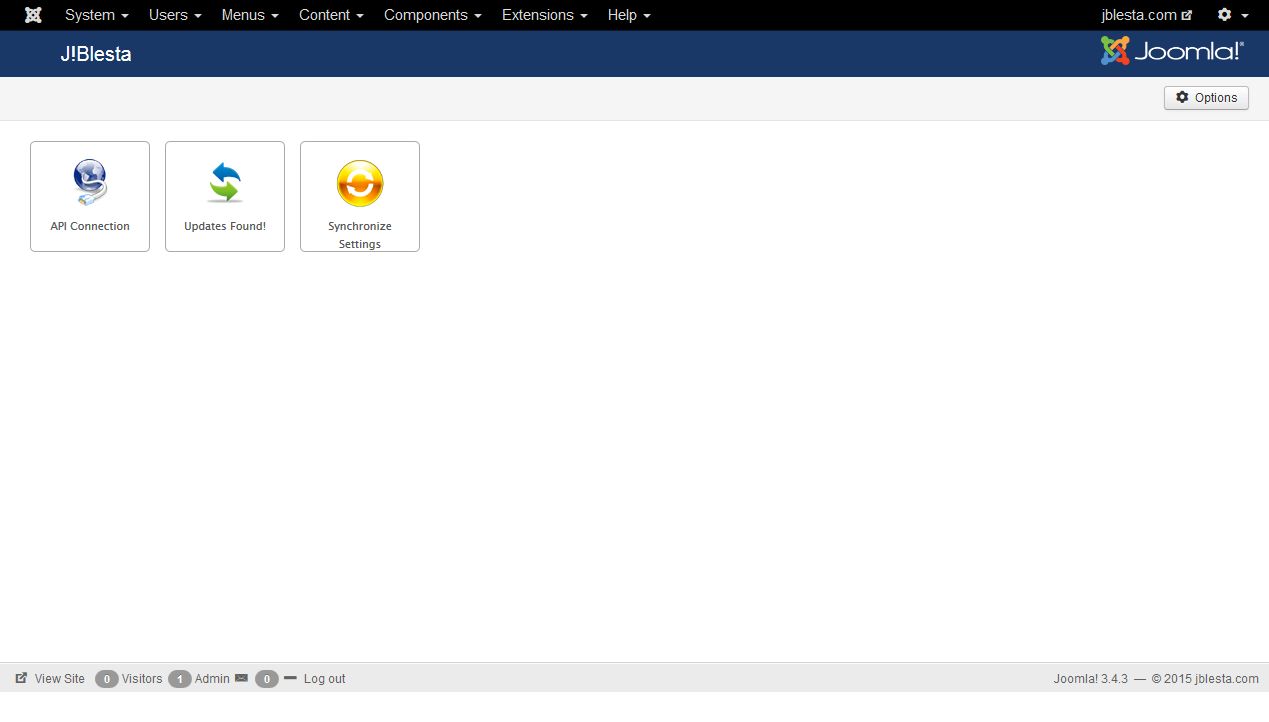 System Users Menus Content Components Extensions Help jblesta.com
J!Blesta Joomla!®
Options
API Connection Updates Found! Synchronize
Settings
View Site 0 Visitors 1 Admin 0 Log out Joomla! 3.4.3 — © 2015 jblesta.com